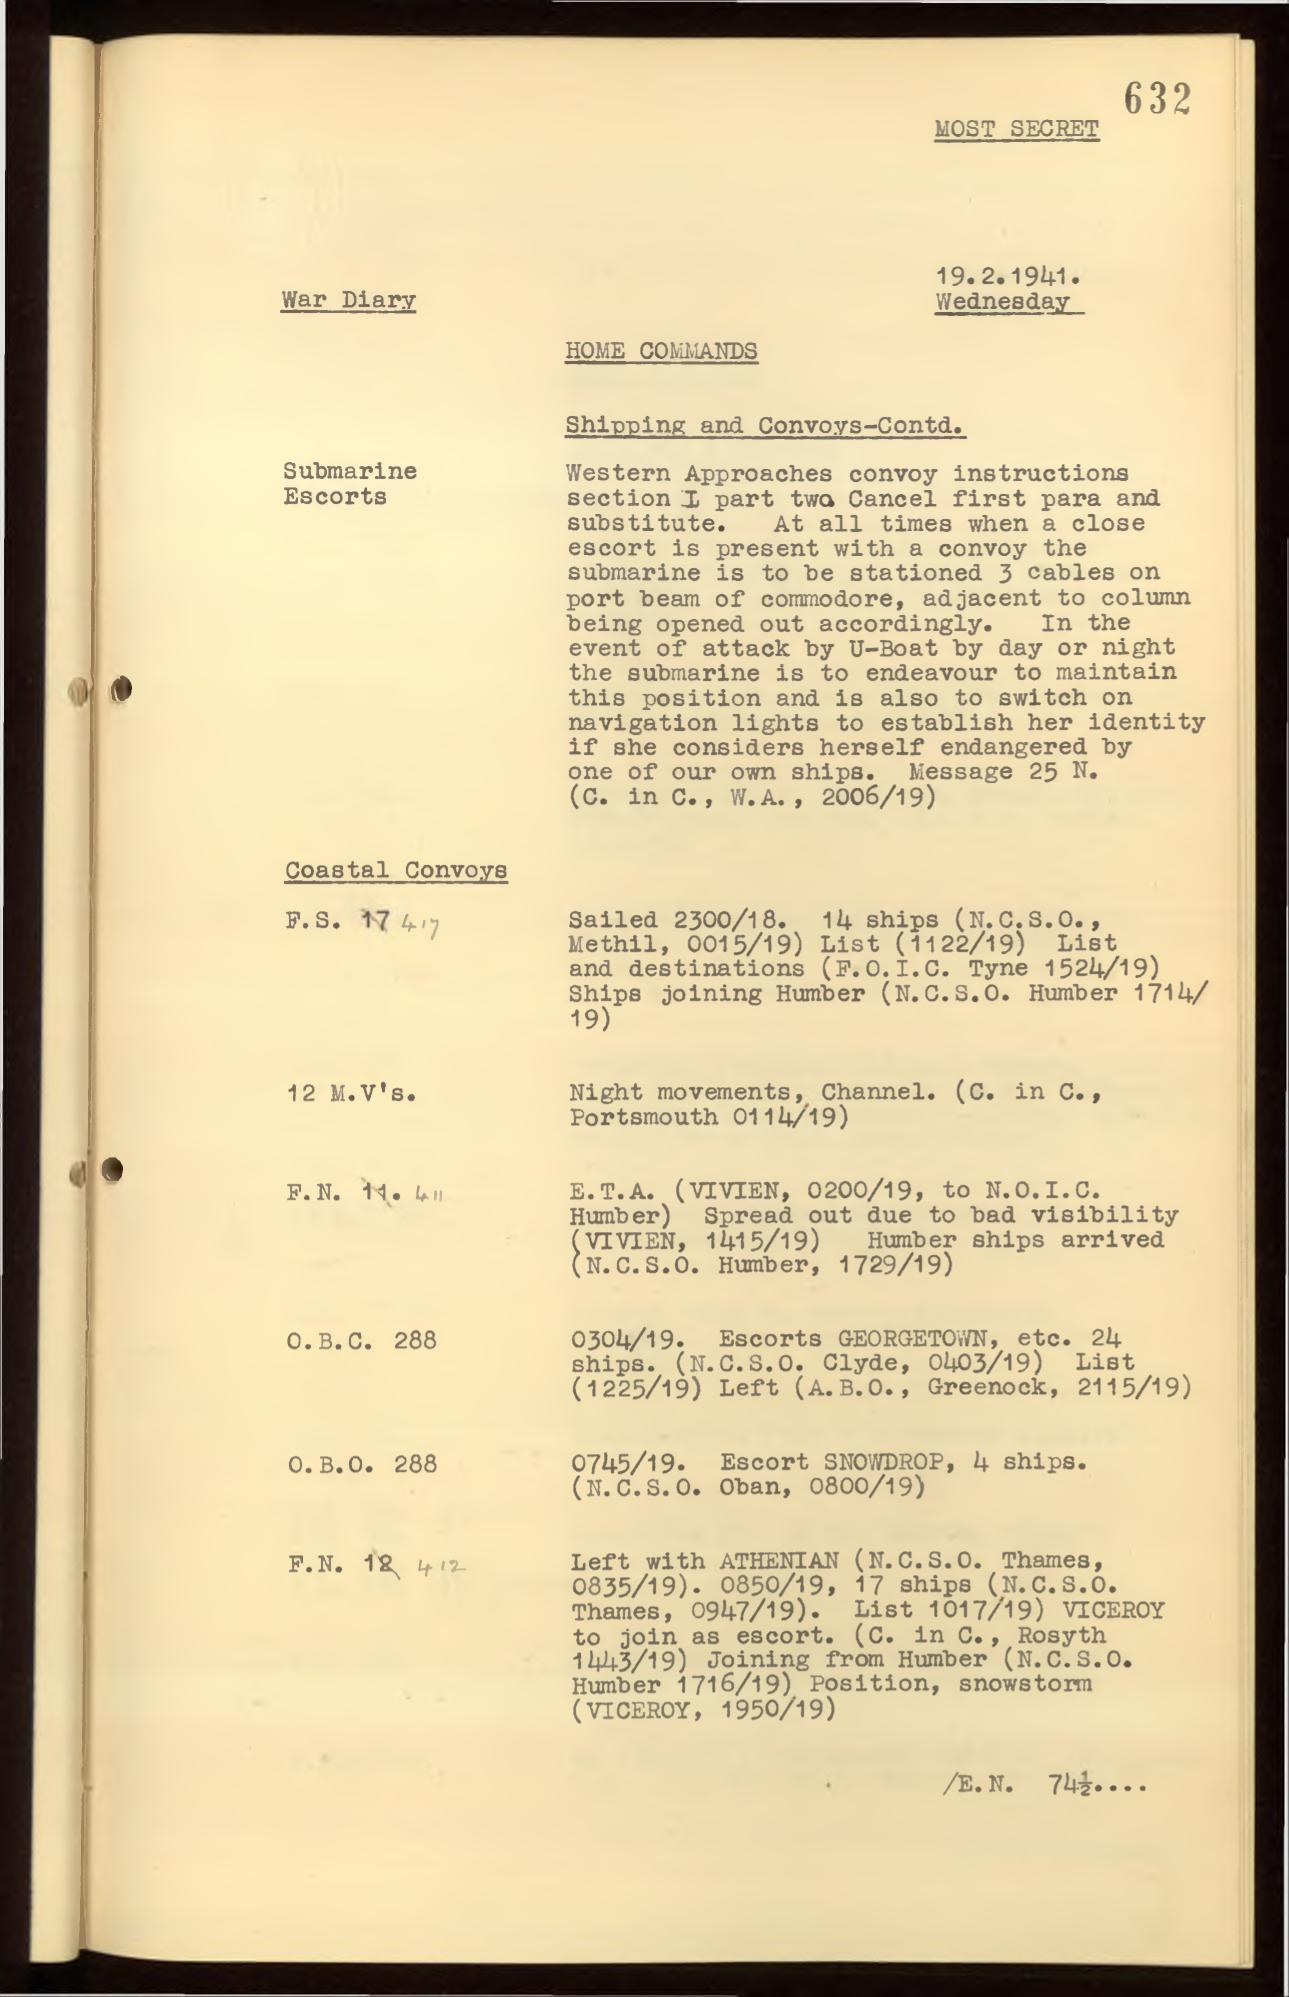 632
MOST SECRET
19.2.1941.
War Diary
Wednesday
HOME COMMANDS
Shipping and Convoys-Contd.
Submarine
Escorts
Western Approaches convoy instructions
section I part two Cancel first para and
substitute. At all times when a close
escort is present with a convoy the
submarine is to be stationed 3 cables on
port beam of commodore, adjacent to column
being opened out accordingly. In the
event of attack by U-Boat by day or night
the submarine is to endeavour to maintain
this position and is also to switch on
navigation lights to establish her identity
if she considers herself endangered by
one of our own ships. Message 25 N.
(C. in C., W.A., 2006/19)
Coastal Convoys
F.S. 17 417
Sailed 2300/18. 14 ships (N.C.S.O.,
Methil, 0015/19) List (1122/19) List
and destinations (F.O.I.C. Tyne 1524/19)
Ships joining Humber (N.C.S.O. Humber 1714/
19)
12 M.V's.
Night movements, Channel. (C. in C.,
Portsmouth 0114/19)
F.N. 11. 411
E.T.A. (VIVIEN, 0200/19, to N.O.I.C.
Humber) Spread out due to bad visibility
(VIVIEN, 1415/19) Humber ships arrived
(N.C.S.O. Humber, 1729/19)
O.B.C. 288
0304/19. Escorts GEORGETOWN, etc. 24
ships. (N.C.S.O. Clyde, 0403/19) List
(1225/19) Left (A.B.O., Greenock, 2115/19)
O.B.O. 288
0745/19. Escort SNOWDROP, 4 ships.
(N.C.S.O. Oban, 0800/19)
F.N. 12 412
Left with ATHENIAN (N.C.S.O. Thames,
0835/19). 0850/19, 17 ships (N.C.S.O.
Thames, 0947/19). List 1017/19) VICEROY
to join as escort. (C. in C., Rosyth
1443/19) Joining from Humber (N.C.S.O.
Humber 1716/19) Position, snowstorm
(VICEROY, 1950/19)
/E.N. 74½....